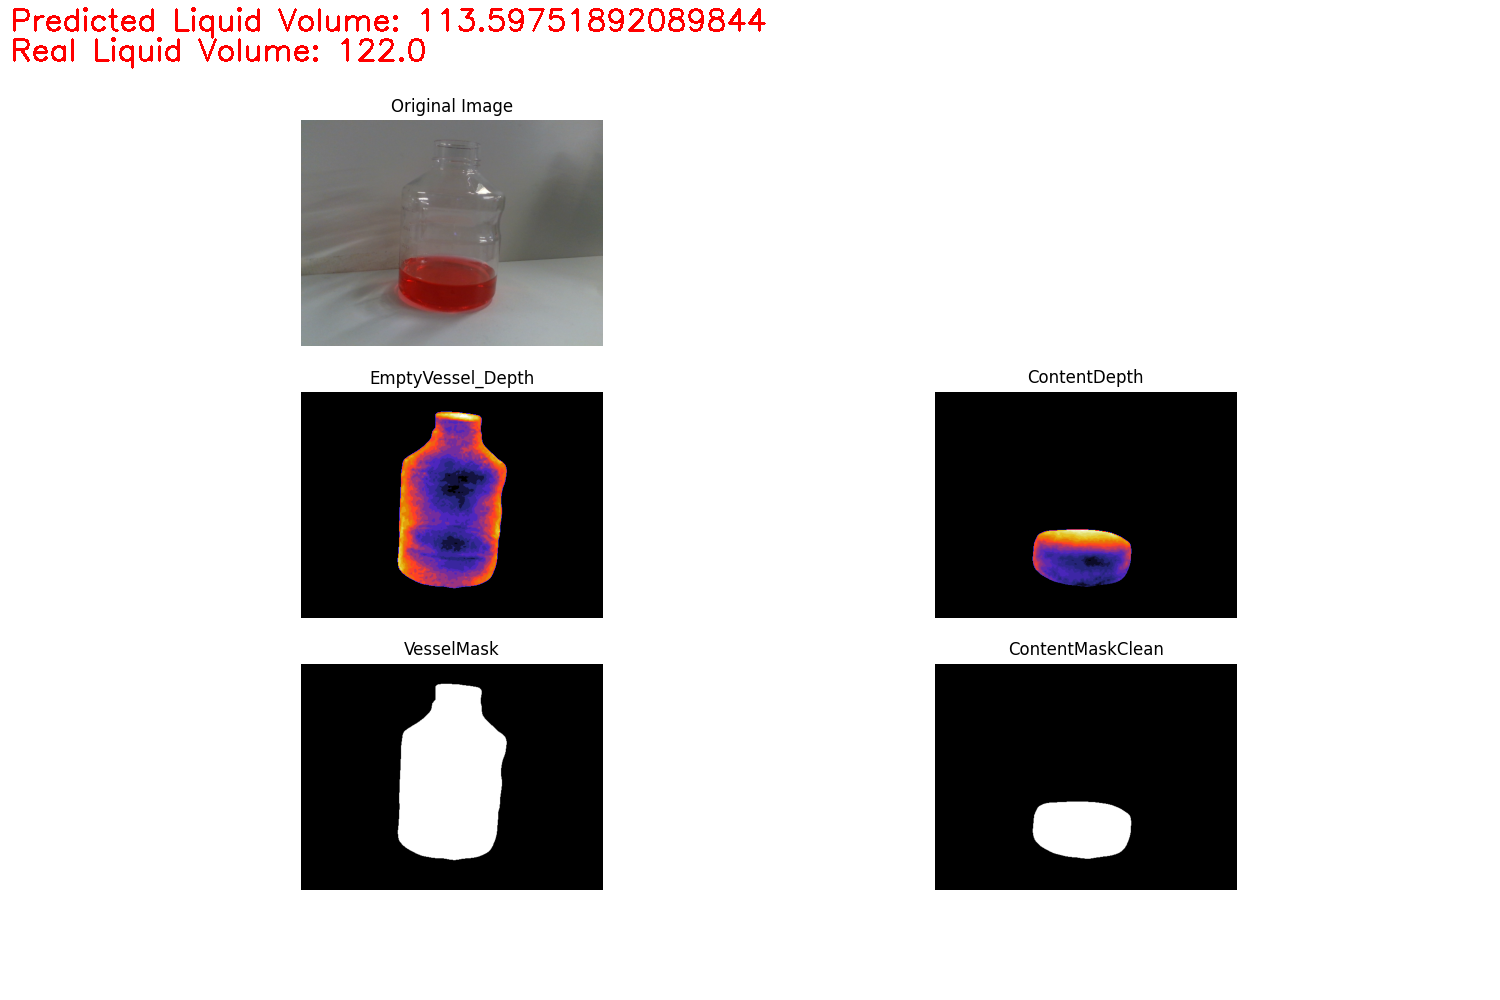 Predicted Liquid Volume: 113.59751892089844
Real Liquid Volume: 122.0
Original Image
EmptyVessel_Depth
ContentDepth
VesselMask
ContentMaskClean